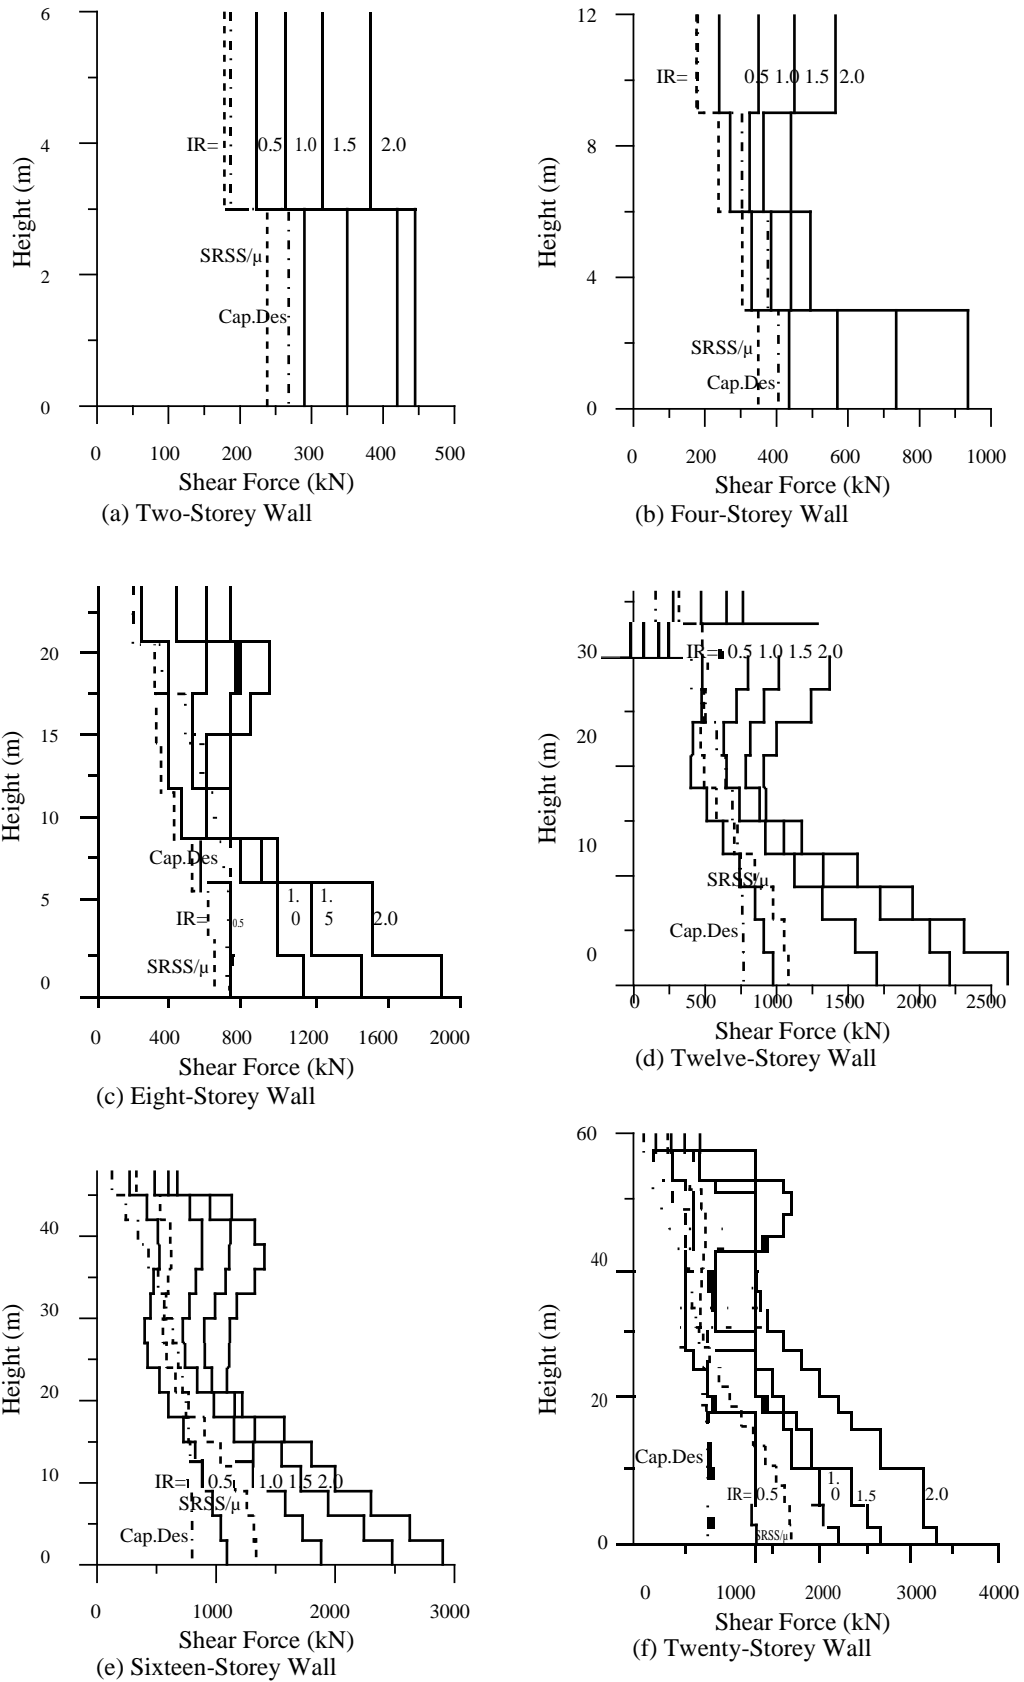 6
4
2
0
Height (m)
IR=
0.5
1.0
1.5
2.0
SRSS/μ
Cap.Des
0 100 200 300 400 500
Shear Force (kN)
(a) Two-Storey Wall
12
8
4
0
Height (m)
IR=
0.5 1.0 1.5 2.0
SRSS/μ
Cap.Des
0 200 400 600 800 1000
Shear Force (kN)
(b) Four-Storey Wall
20
15
10
5
0
Height (m)
Cap.Des
IR=
0.5
1.
0
1.
5
2.0
SRSS/μ
0 400 800 1200 1600 2000
Shear Force (kN)
(c) Eight-Storey Wall
30
20
10
0
Height (m)
IR= 0.5 1.0 1.5 2.0
SRSS/μ
Cap.Des
0 500 1000 1500 2000 2500
Shear Force (kN)
(d) Twelve-Storey Wall
40
30
20
10
0
Height (m)
IR= 0.5 1.0 1.5 2.0
SRSS/μ
Cap.Des
0 1000 2000 3000
Shear Force (kN)
(e) Sixteen-Storey Wall
60
40
20
0
Height (m)
Cap.Des
IR= 0.5
1.
0
1.5
2.0
SRSS/μ
0 1000 2000 3000 4000
Shear Force (kN)
(f) Twenty-Storey Wall